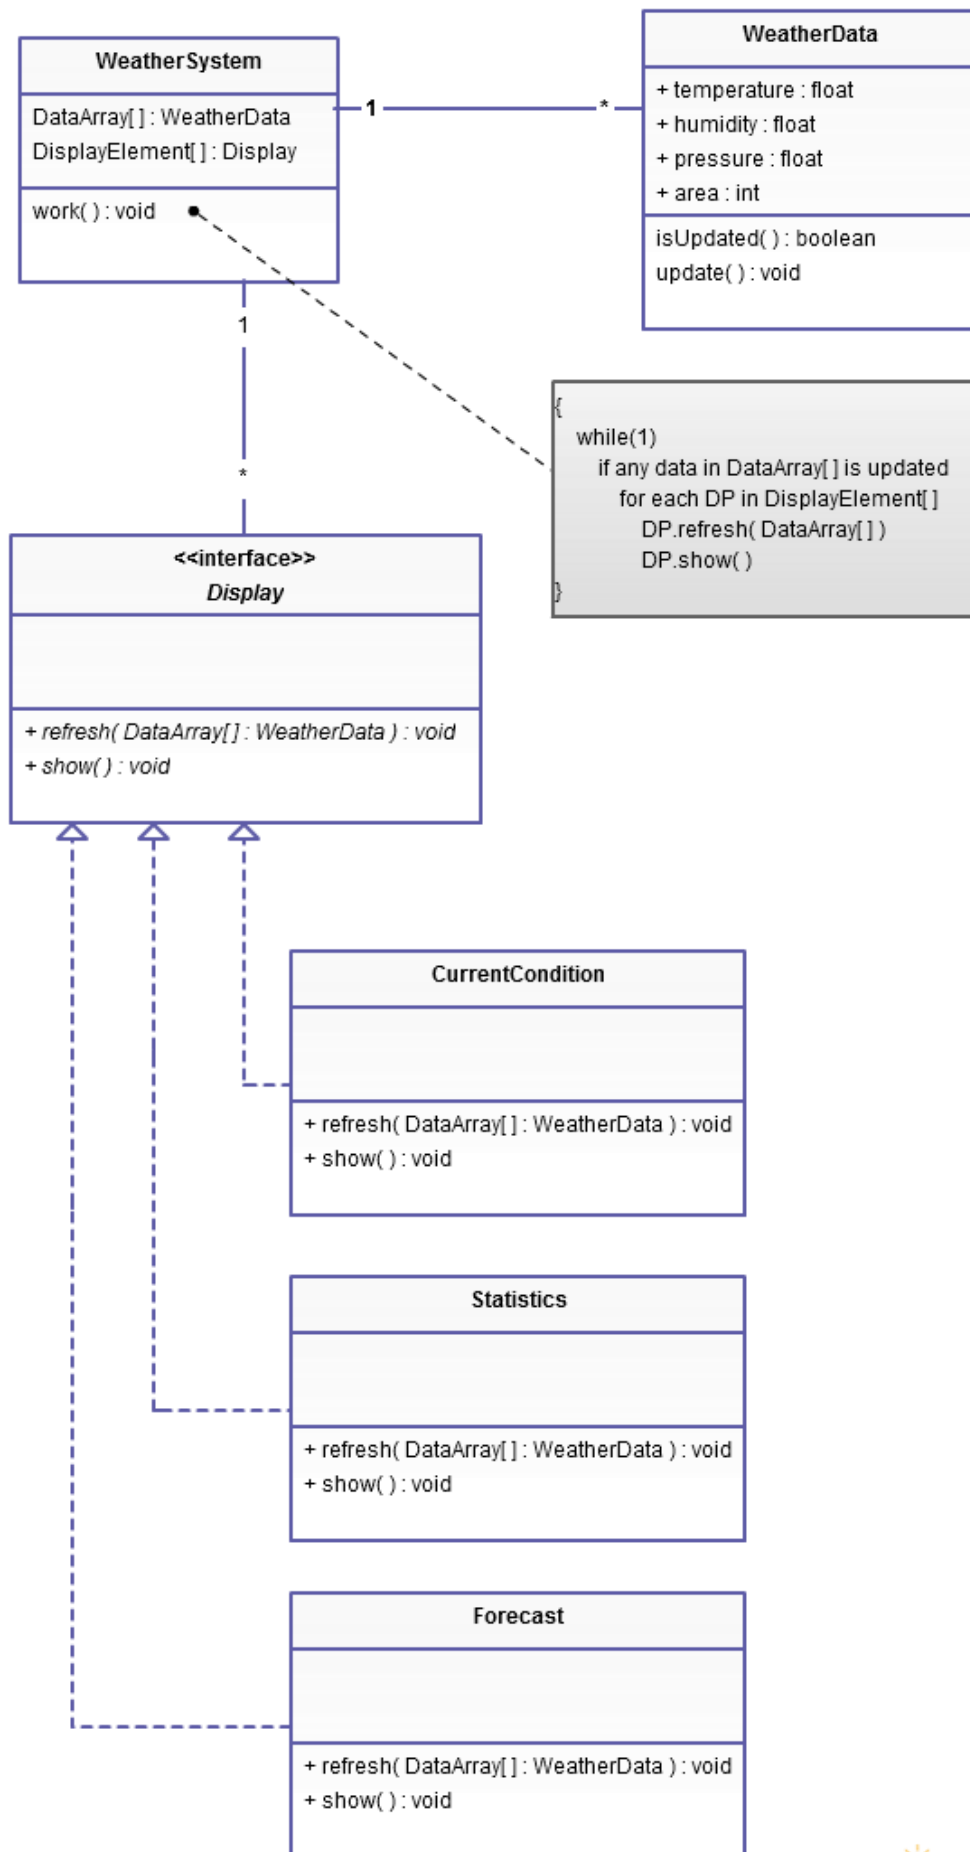 WeatherSystem
DataArray[ ] : WeatherData
DisplayElement[ ] : Display
work( ) : void
1
*
WeatherData
+ temperature : float
+ humidity : float
+ pressure : float
+ area : int
isUpdated( ) : boolean
update( ) : void
1
*
{
while(1)
if any data in DataArray[ ] is updated
for each DP in DisplayElement[ ]
DP.refresh( DataArray[ ] )
DP.show( )
}
<<interface>>
Display
+ refresh( DataArray[ ] : WeatherData ) : void
+ show( ) : void
CurrentCondition
+ refresh( DataArray[ ] : WeatherData ) : void
+ show( ) : void
Statistics
+ refresh( DataArray[ ] : WeatherData ) : void
+ show( ) : void
Forecast
+ refresh( DataArray[ ] : WeatherData ) : void
+ show( ) : void